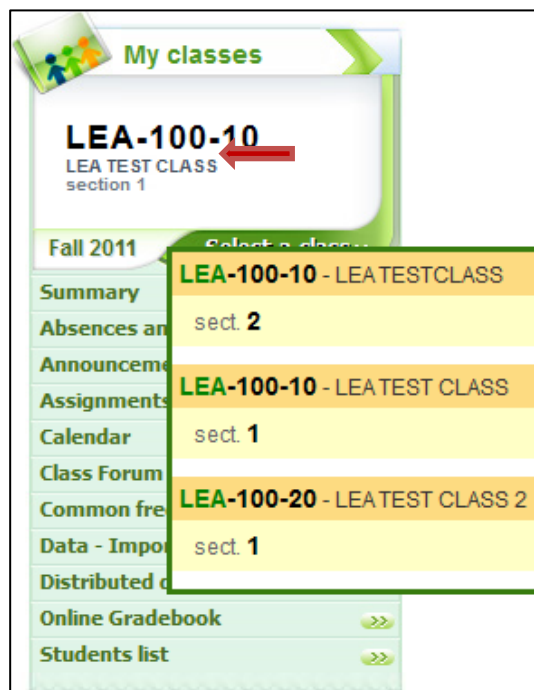 My classes
LEA-100-10
LEA TEST CLASS
section 1
Fall 2011 Select a class
LEA-100-10 - LEA TESTCLASS
sect. 2
LEA-100-10 - LEA TEST CLASS
sect. 1
LEA-100-20 - LEA TEST CLASS 2
sect. 1
Summary
Absences an
Announceme
Assignments
Calendar
Class Forum
Common fre
Data - Impo
Distributed
Online Gradebook >>
Students list >>